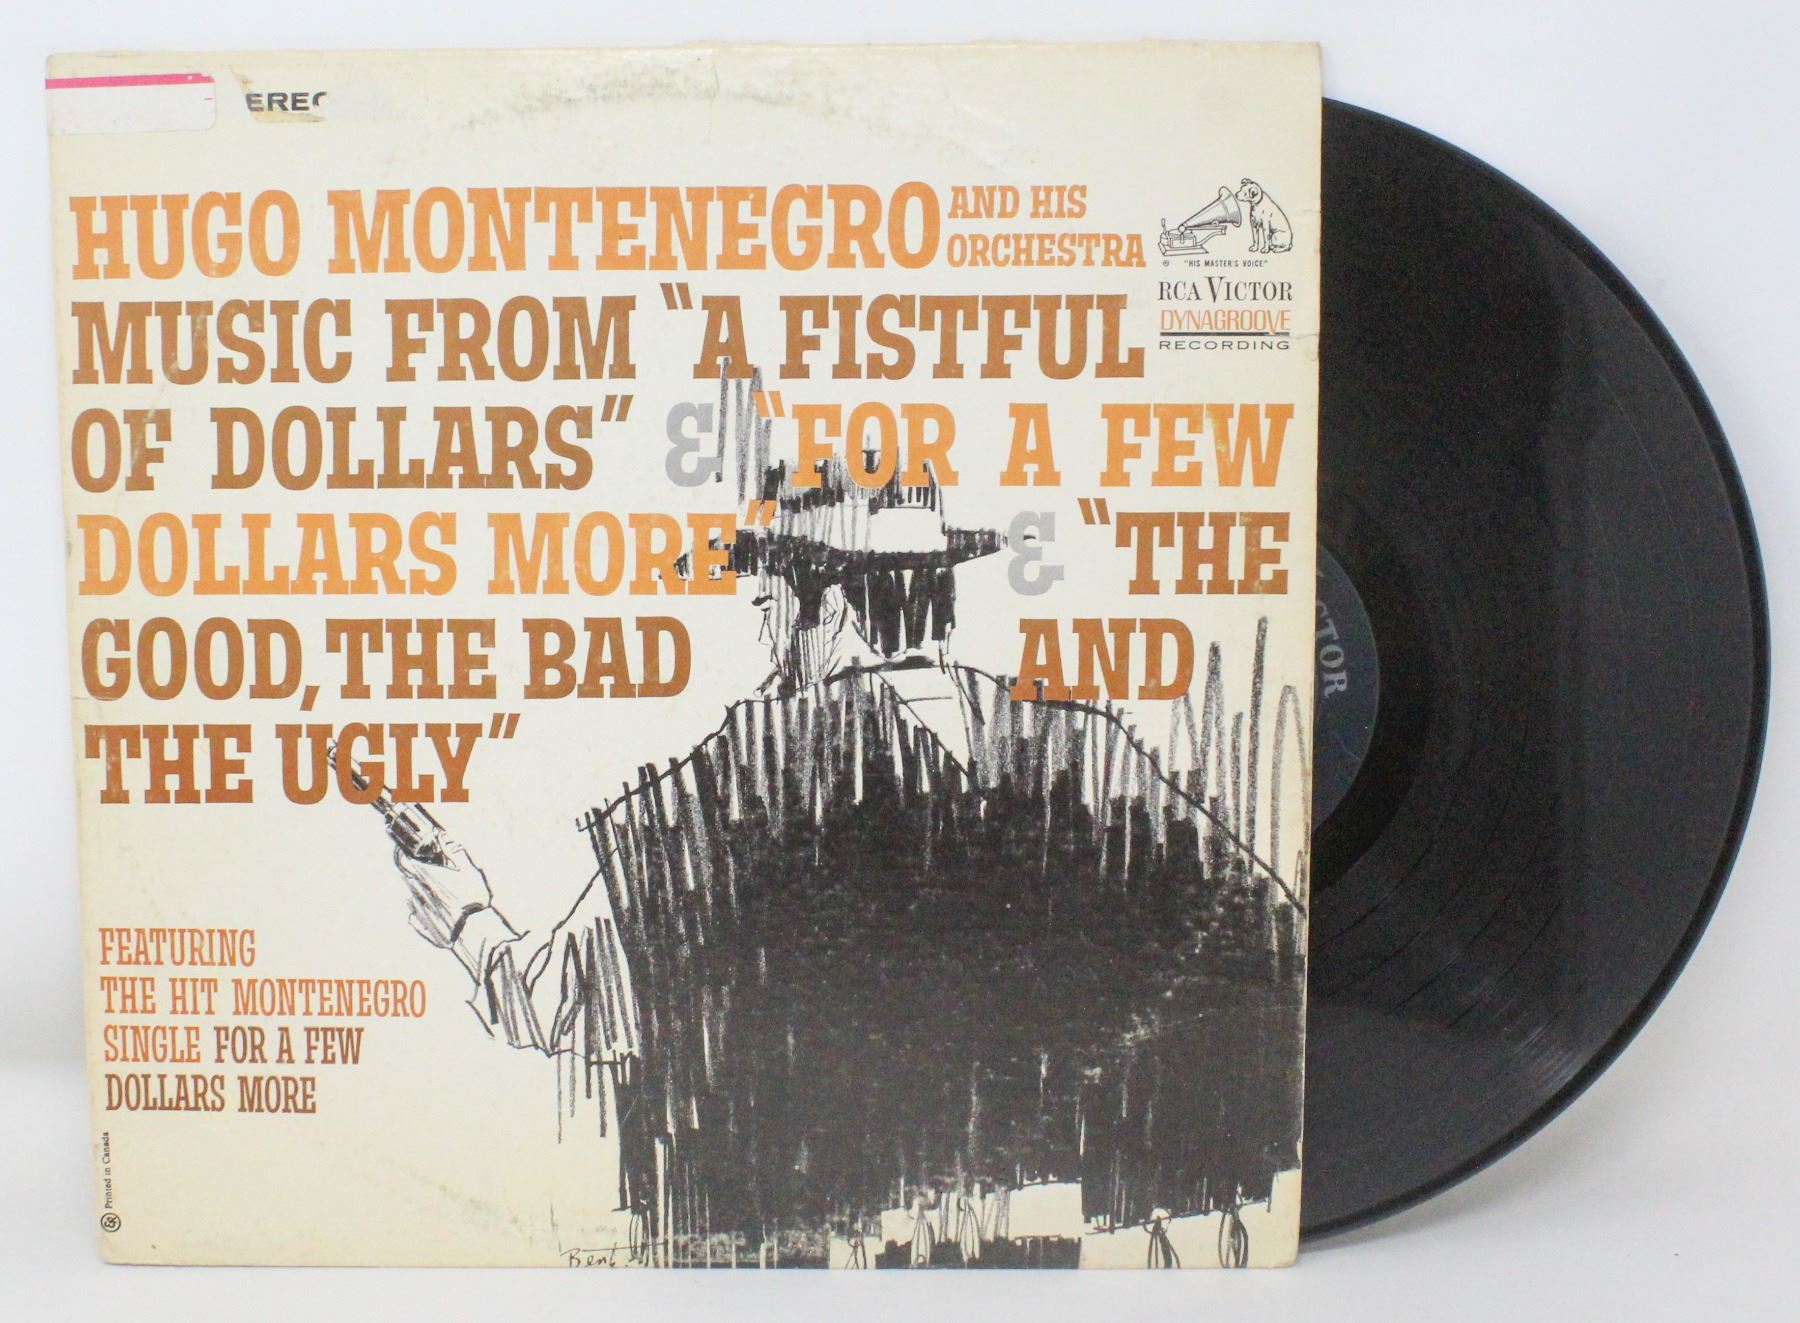 EREO
HUGO MONTENEGRO AND HIS ORCHESTRA
MUSIC FROM "A FISTFUL
OF DOLLARS" & "FOR A FEW
DOLLARS MORE" & "THE
GOOD, THE BAD AND
THE UGLY"
"HIS MASTER'S VOICE"
RCA VICTOR
DYNAGROOVE
RECORDING
FEATURING
THE HIT MONTENEGRO
SINGLE FOR A FEW
DOLLARS MORE
Printed in Canada
Bent.
CTOR